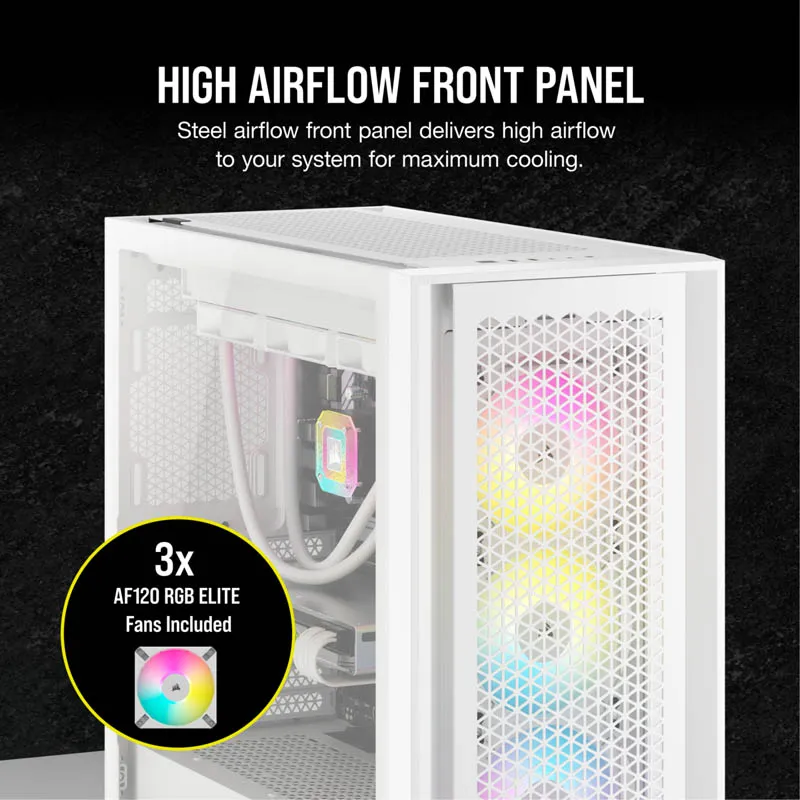 HIGH AIRFLOW FRONT PANEL
Steel airflow front panel delivers high airflow
to your system for maximum cooling.
3x
AF120 RGB ELITE
Fans Included